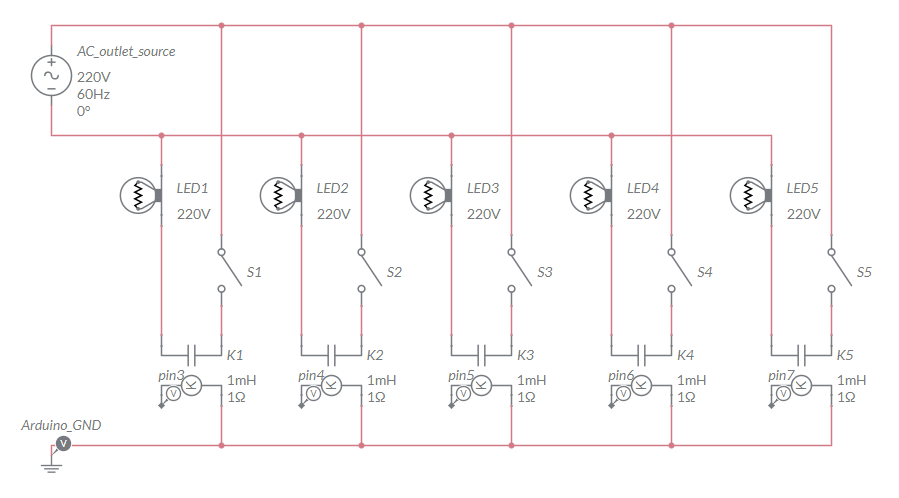 AC_outlet_source
220V
60Hz
0°
LED1
220V
LED2
220V
LED3
220V
LED4
220V
LED5
220V
S1
S2
S3
S4
S5
K1
K2
K3
K4
K5
pin3
K
V
1mH
1Ω
pin4
K
V
1mH
1Ω
pin5
K
V
1mH
1Ω
pin6
K
V
1mH
1Ω
pin7
K
V
1mH
1Ω
Arduino_GND
V